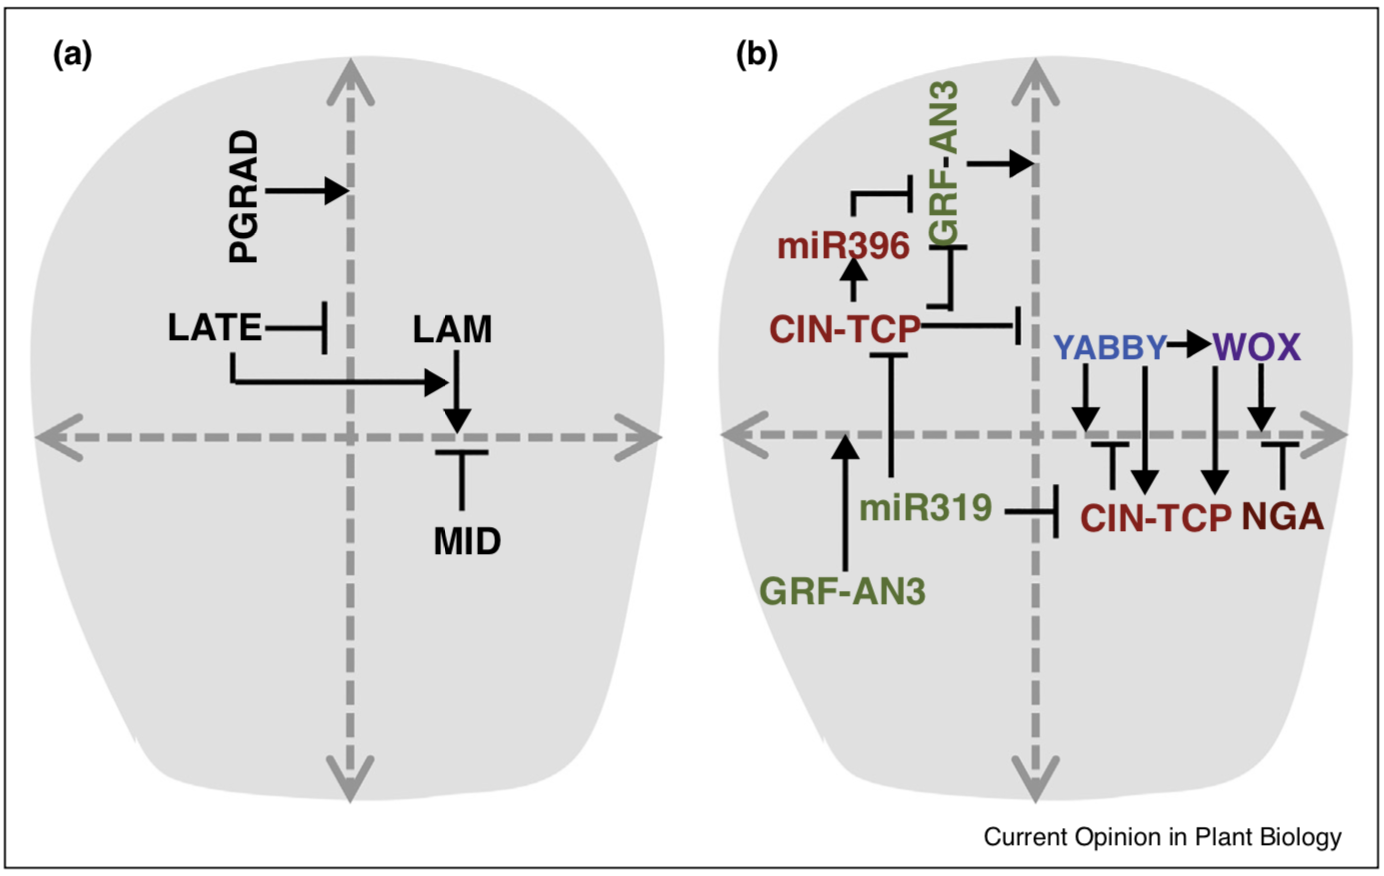 (a)
PGRAD
LATE
LAM
MID
(b)
GRF-AN3
miR396
CIN-TCP
YABBY
WOX
miR319
CIN-TCP
NGA
GRF-AN3
Current Opinion in Plant Biology